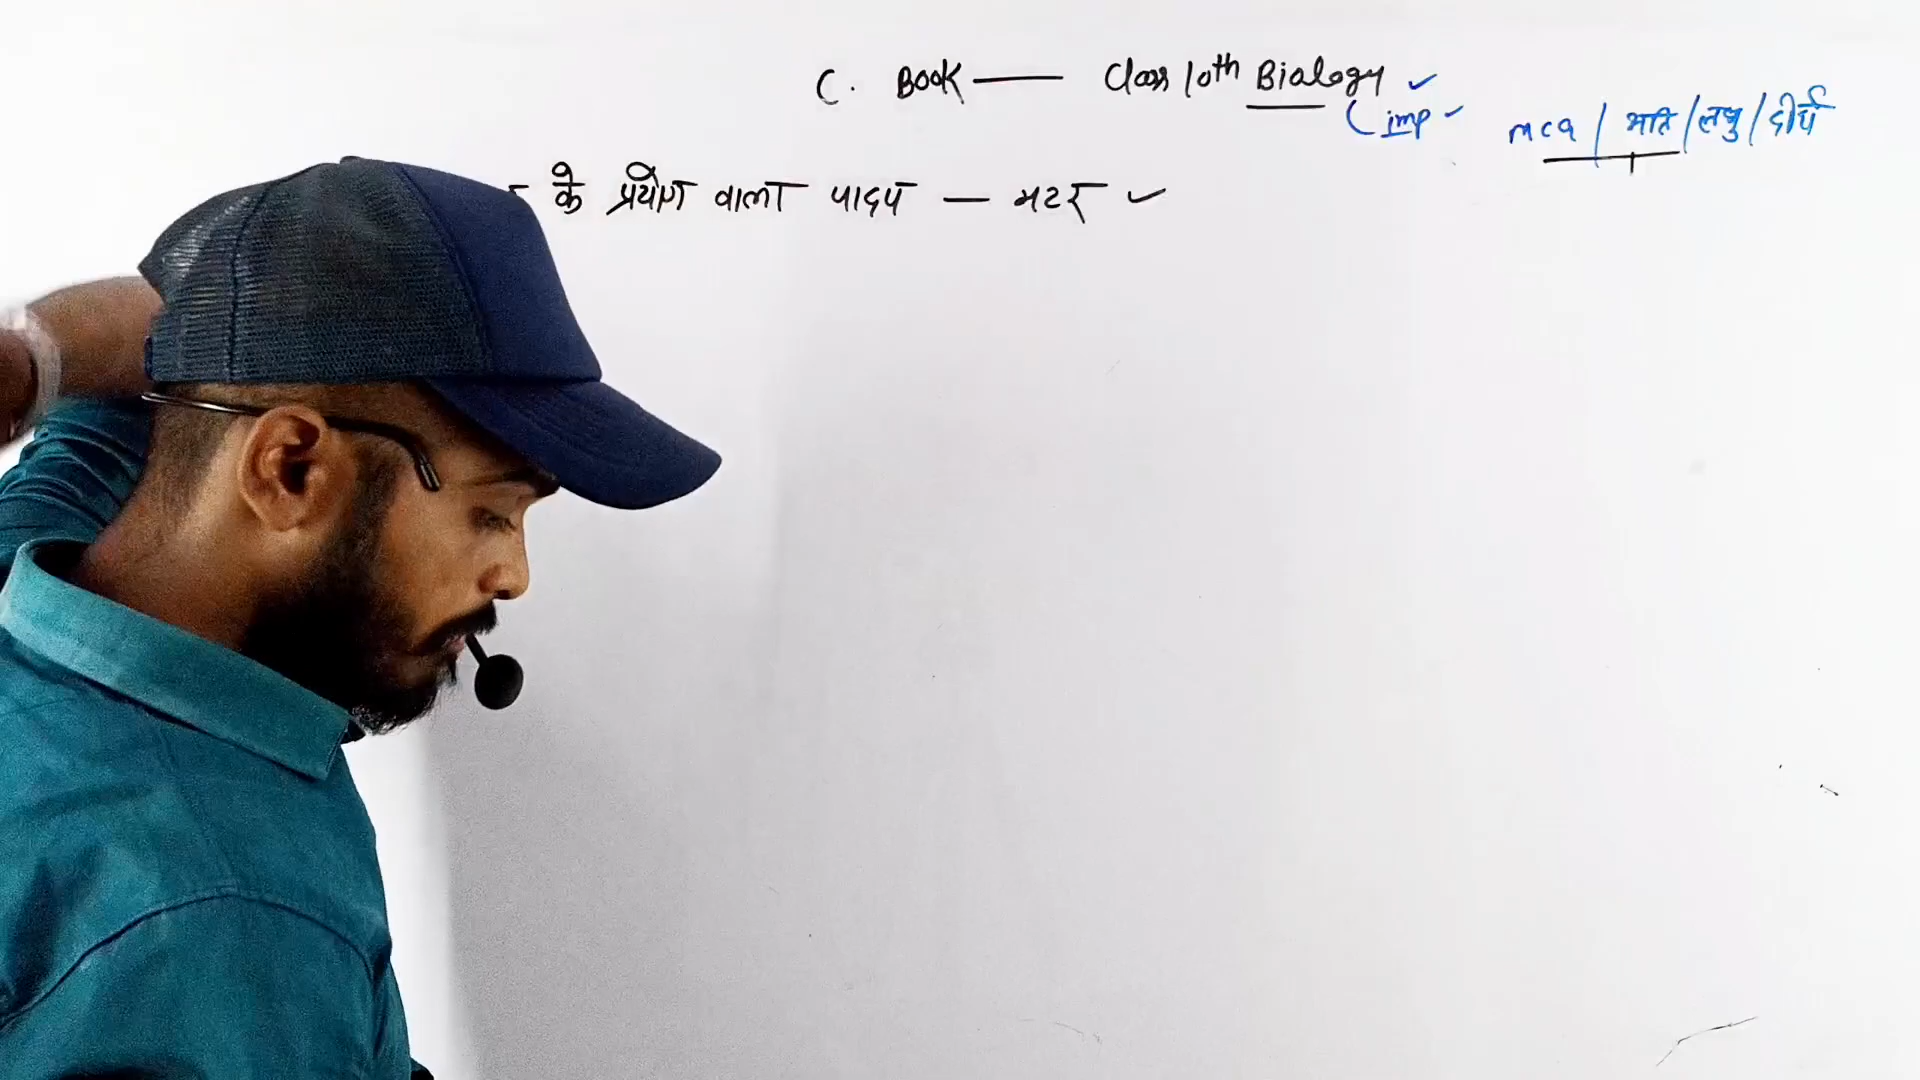 C. Book — Class 10th Biology ✓
( imp ✓ mcq / अति / लघु / दीर्घ
के प्रयोग वाला पादप — मटर ✓